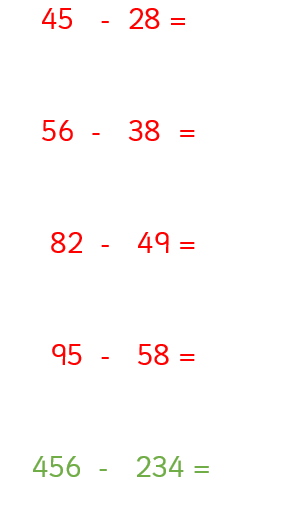 45 - 28 =
56 - 38 =
82 - 49 =
95 - 58 =
456 - 234 =